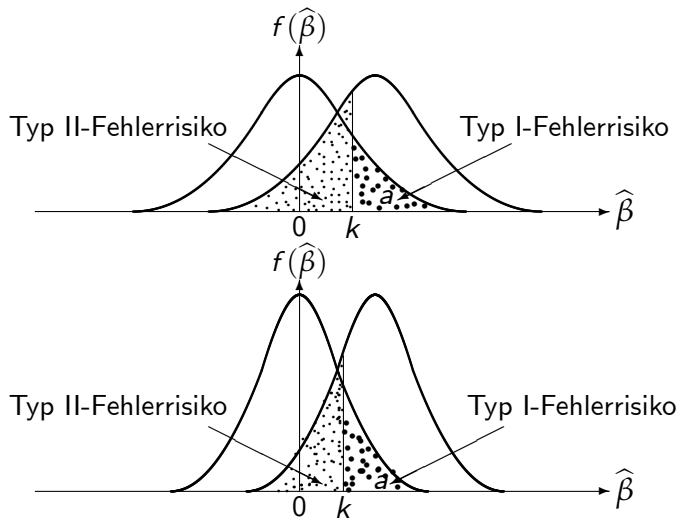 f(β̂)
Typ II-Fehlerrisiko Typ I-Fehlerrisiko
a
0 k β̂
f(β̂)
Typ II-Fehlerrisiko Typ I-Fehlerrisiko
a
0 k β̂